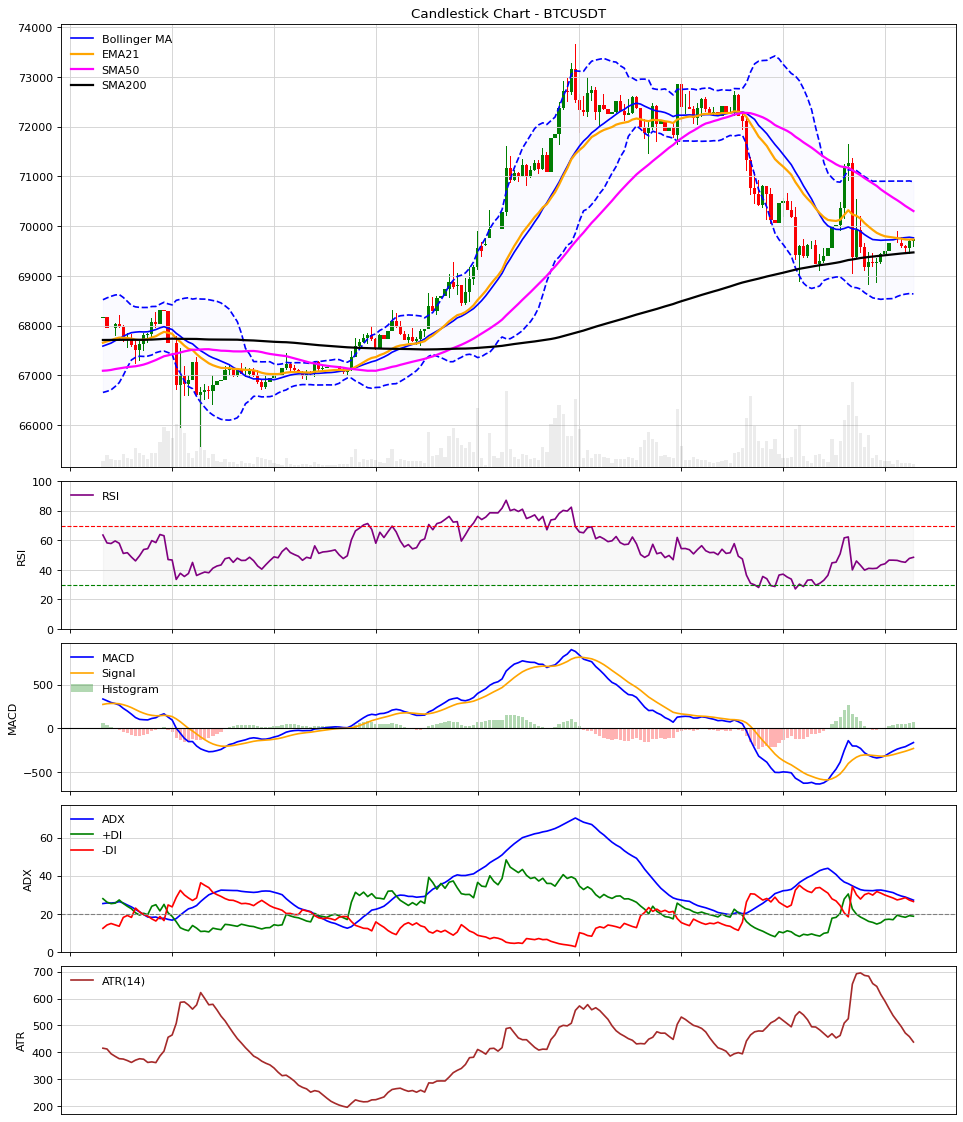 Candlestick Chart - BTCUSDT
74000
73000
72000
71000
70000
69000
68000
67000
66000
Bollinger MA
EMA21
SMA50
SMA200
100
80
60
40
20
0
RSI
RSI
500
0
−500
MACD
MACD
Signal
Histogram
60
40
20
0
ADX
ADX
+DI
-DI
700
600
500
400
300
200
ATR
ATR(14)